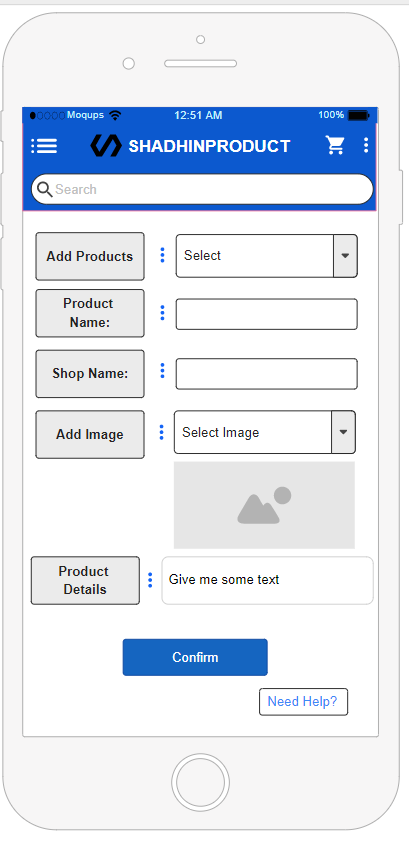 Moqups 12:51 AM 100%
SHADHINPRODUCT
Search
Add Products Select
Product
Name:
Shop Name:
Add Image Select Image
Product
Details
Give me some text
Confirm
Need Help?